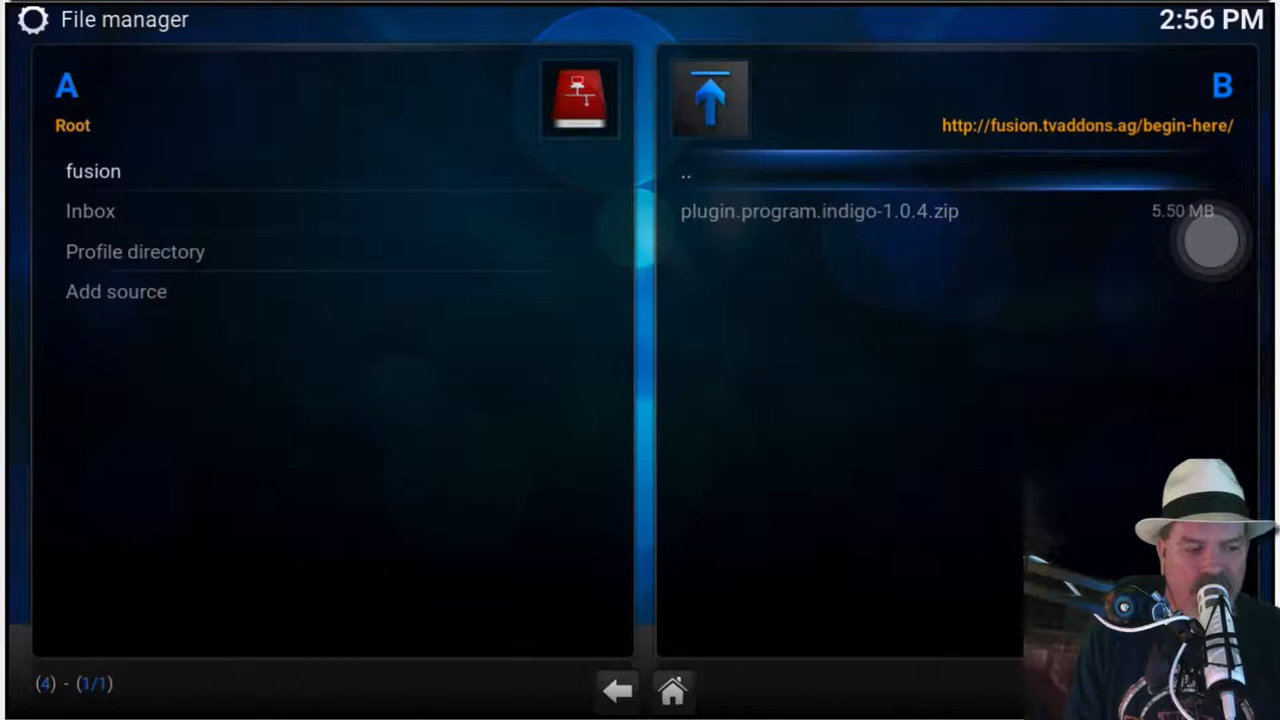 File manager
2:56 PM
A
Root
fusion
Inbox
Profile directory
Add source
(4) - (1/1)
B
http://fusion.tvaddons.ag/begin-here/
..
plugin.program.indigo-1.0.4.zip 5.50 MB